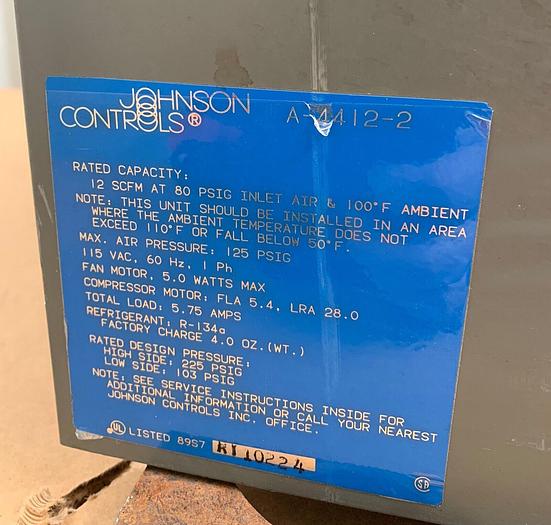 JOHNSON
CONTROLS®
A-4412-2
RATED CAPACITY:
12 SCFM AT 80 PSIG INLET AIR & 100°F AMBIENT
NOTE: THIS UNIT SHOULD BE INSTALLED IN AN AREA
WHERE THE AMBIENT TEMPERATURE DOES NOT
EXCEED 110°F OR FALL BELOW 50°F.
MAX. AIR PRESSURE: 125 PSIG
115 VAC, 60 Hz, 1 Ph
FAN MOTOR, 5.0 WATTS MAX
COMPRESSOR MOTOR: FLA 5.4, LRA 28.0
TOTAL LOAD: 5.75 AMPS
REFRIGERANT: R-134a
FACTORY CHARGE 4.0 OZ.(WT.)
RATED DESIGN PRESSURE:
HIGH SIDE: 225 PSIG
LOW SIDE: 103 PSIG
NOTE: SEE SERVICE INSTRUCTIONS INSIDE FOR
ADDITIONAL INFORMATION OR CALL YOUR NEAREST
JOHNSON CONTROLS INC. OFFICE.
UL LISTED 89S7 RY10224
SA